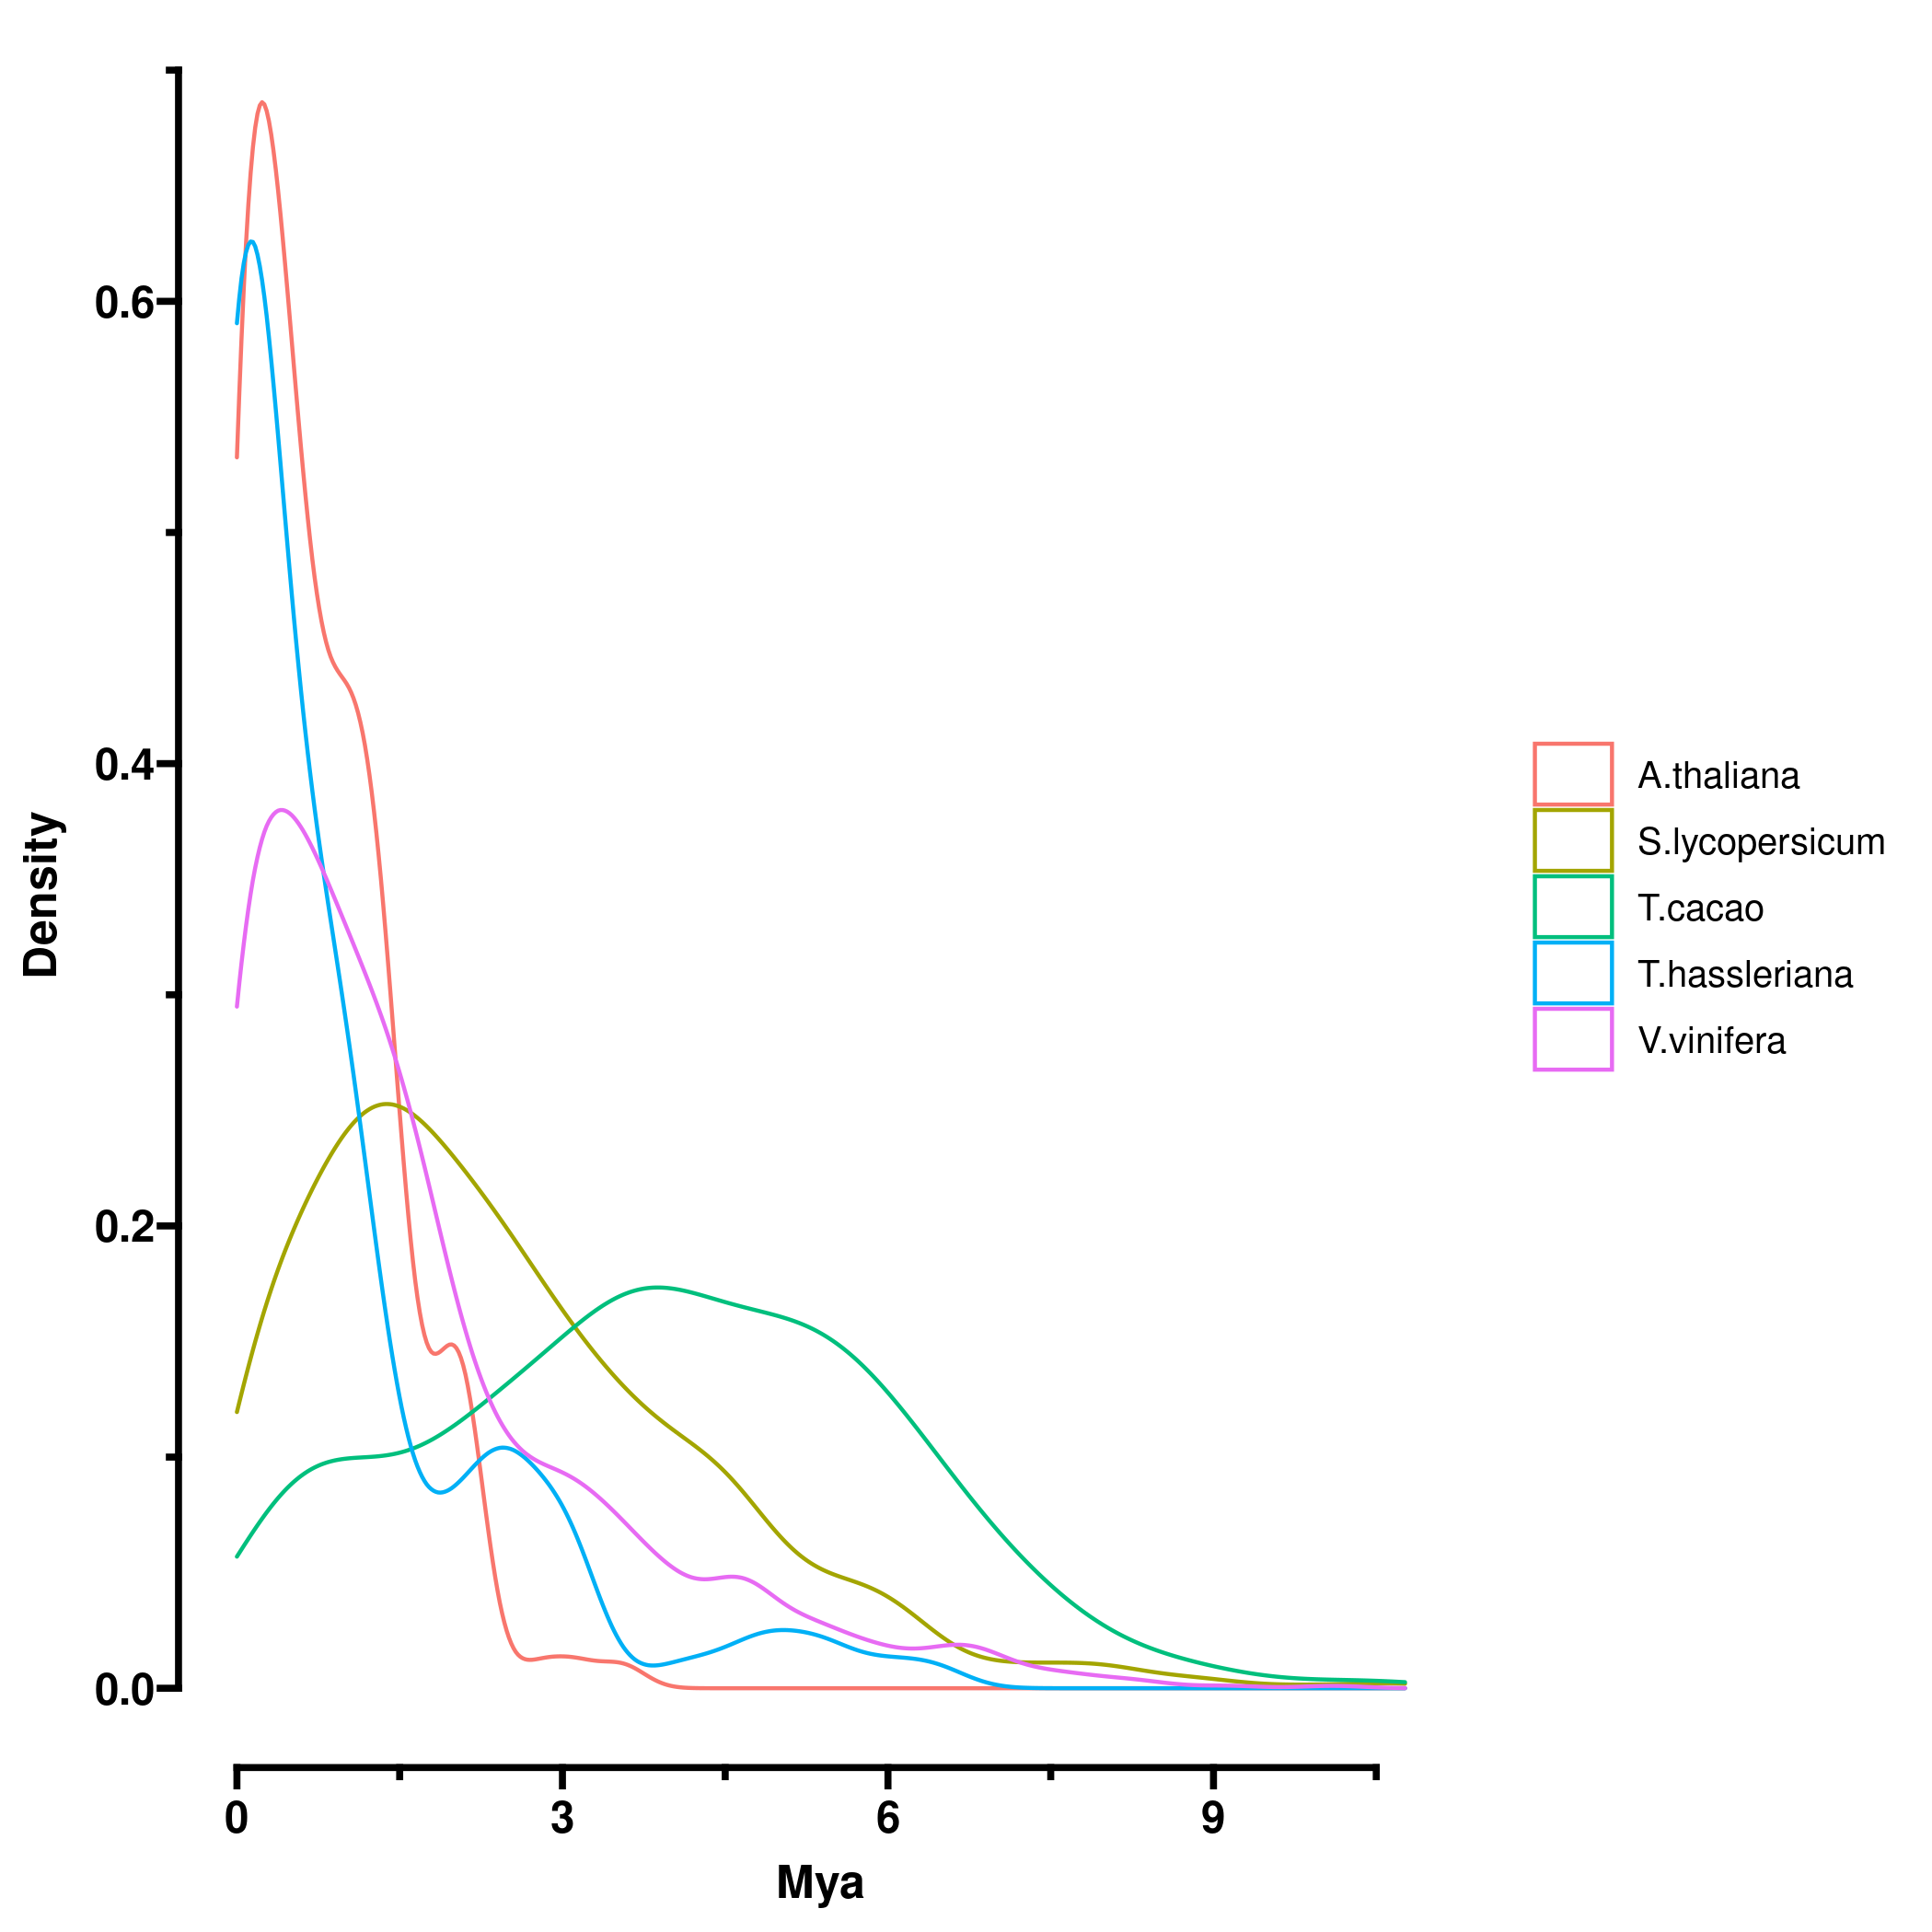 Density
0.6
0.4
0.2
0.0
0
3
6
9
Mya
A.thaliana
S.lycopersicum
T.cacao
T.hassleriana
V.vinifera